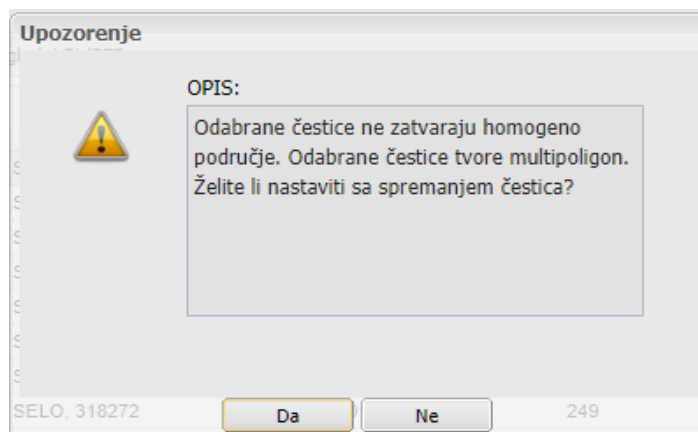 Upozorenje
OPIS:
Odabrane čestice ne zatvaraju homogeno
područje. Odabrane čestice tvore multipoligon.
Želite li nastaviti sa spremanjem čestica?
SELO, 318272 249
Da Ne